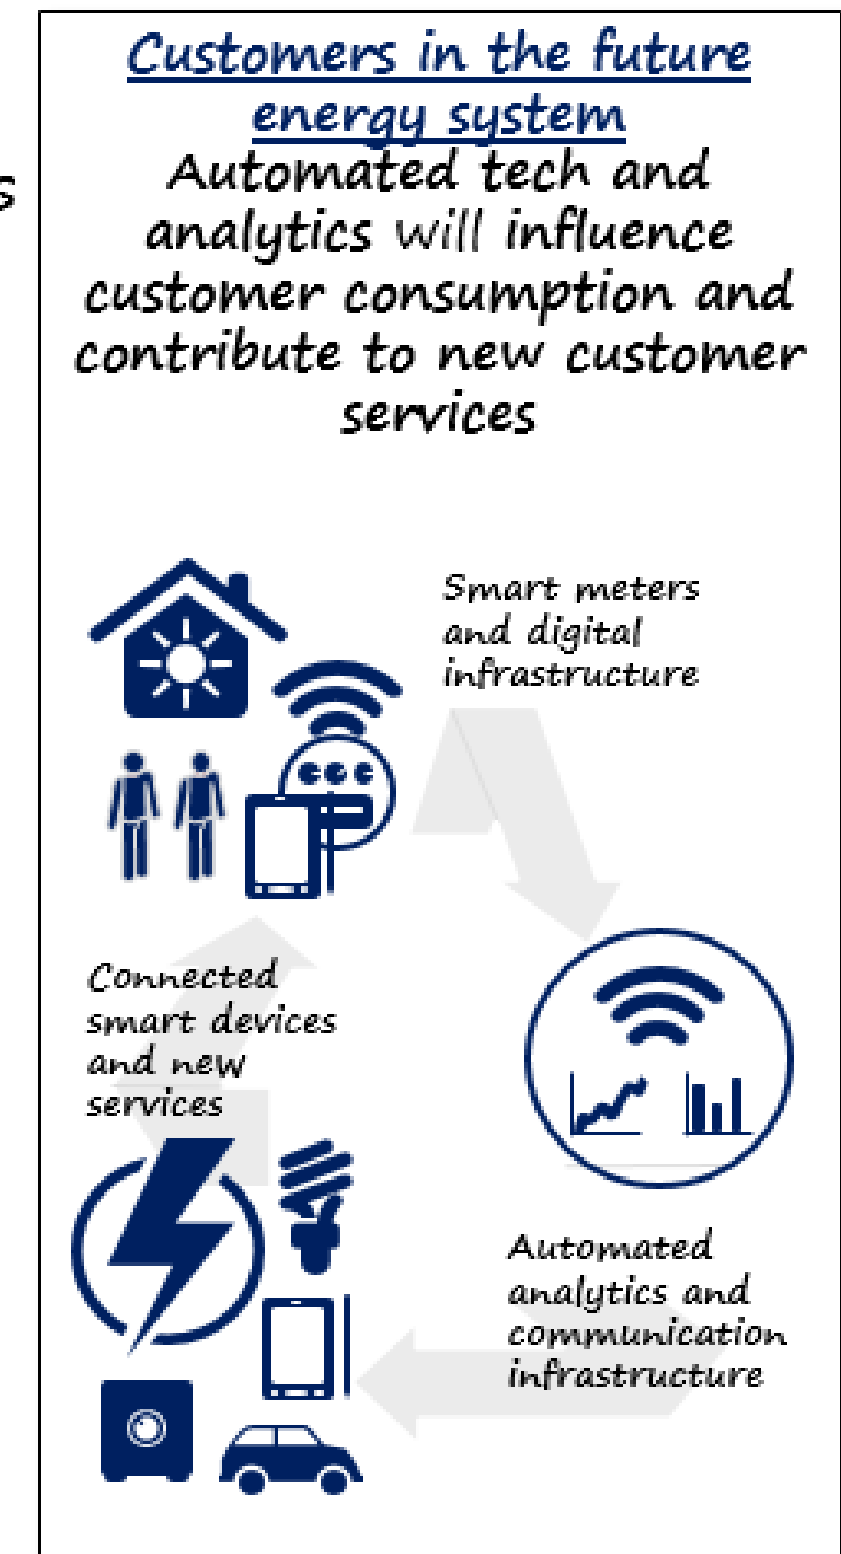 Customers in the future
energy system
Automated tech and
analytics will influence
customer consumption and
contribute to new customer
services
s
Smart meters
and digital
infrastructure
Connected
smart devices
and new
services
Automated
analytics and
communication
infrastructure